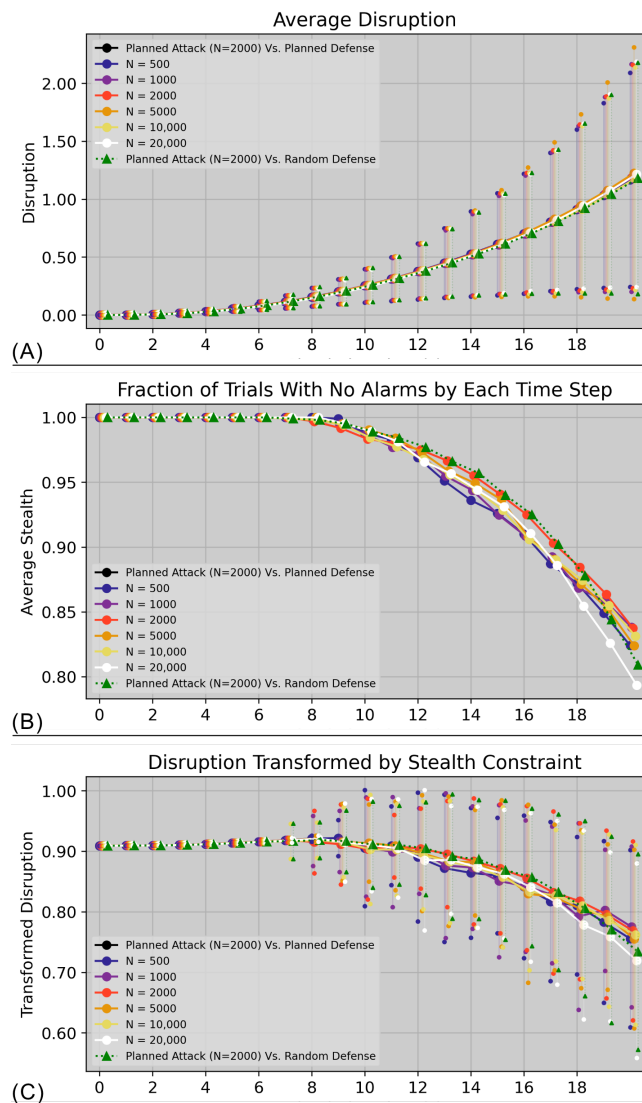 Average Disruption
Disruption
2.00
1.50
1.00
0.50
0.00
Planned Attack (N=2000) Vs. Planned Defense
N = 500
N = 1000
N = 2000
N = 5000
N = 10,000
N = 20,000
Planned Attack (N=2000) Vs. Random Defense
0 2 4 6 8 10 12 14 16 18
(A)
Fraction of Trials With No Alarms by Each Time Step
Average Stealth
1.00
0.95
0.90
0.85
0.80
Planned Attack (N=2000) Vs. Planned Defense
N = 500
N = 1000
N = 2000
N = 5000
N = 10,000
N = 20,000
Planned Attack (N=2000) Vs. Random Defense
0 2 4 6 8 10 12 14 16 18
(B)
Disruption Transformed by Stealth Constraint
Transformed Disruption
1.00
0.90
0.80
0.70
0.60
Planned Attack (N=2000) Vs. Planned Defense
N = 500
N = 1000
N = 2000
N = 5000
N = 10,000
N = 20,000
Planned Attack (N=2000) Vs. Random Defense
0 2 4 6 8 10 12 14 16 18
(C)